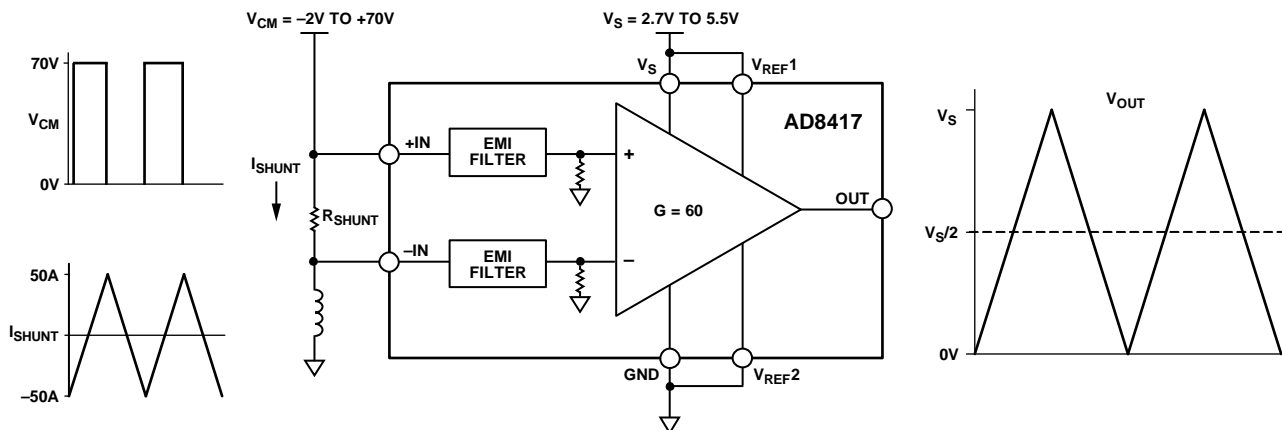 V_CM = –2V TO +70V
V_S = 2.7V TO 5.5V
70V
V_CM
0V
50A
I_SHUNT
–50A
I_SHUNT
R_SHUNT
+IN
–IN
EMI
FILTER
EMI
FILTER
V_S
V_REF1
AD8417
+
G = 60
–
OUT
GND
V_REF2
V_OUT
V_S
V_S/2
0V